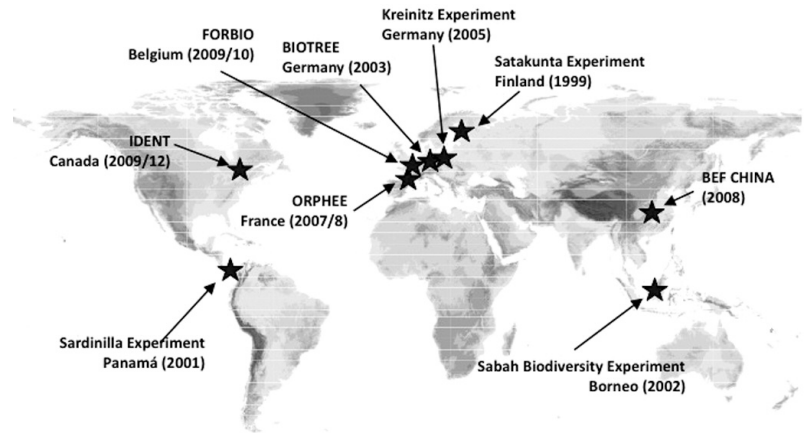 Kreinitz Experiment
Germany (2005)
FORBIO
Belgium (2009/10)
BIOTREE
Germany (2003)
Satakunta Experiment
Finland (1999)
IDENT
Canada (2009/12)
ORPHEE
France (2007/8)
BEF CHINA
(2008)
Sardinilla Experiment
Panamá (2001)
Sabah Biodiversity Experiment
Borneo (2002)